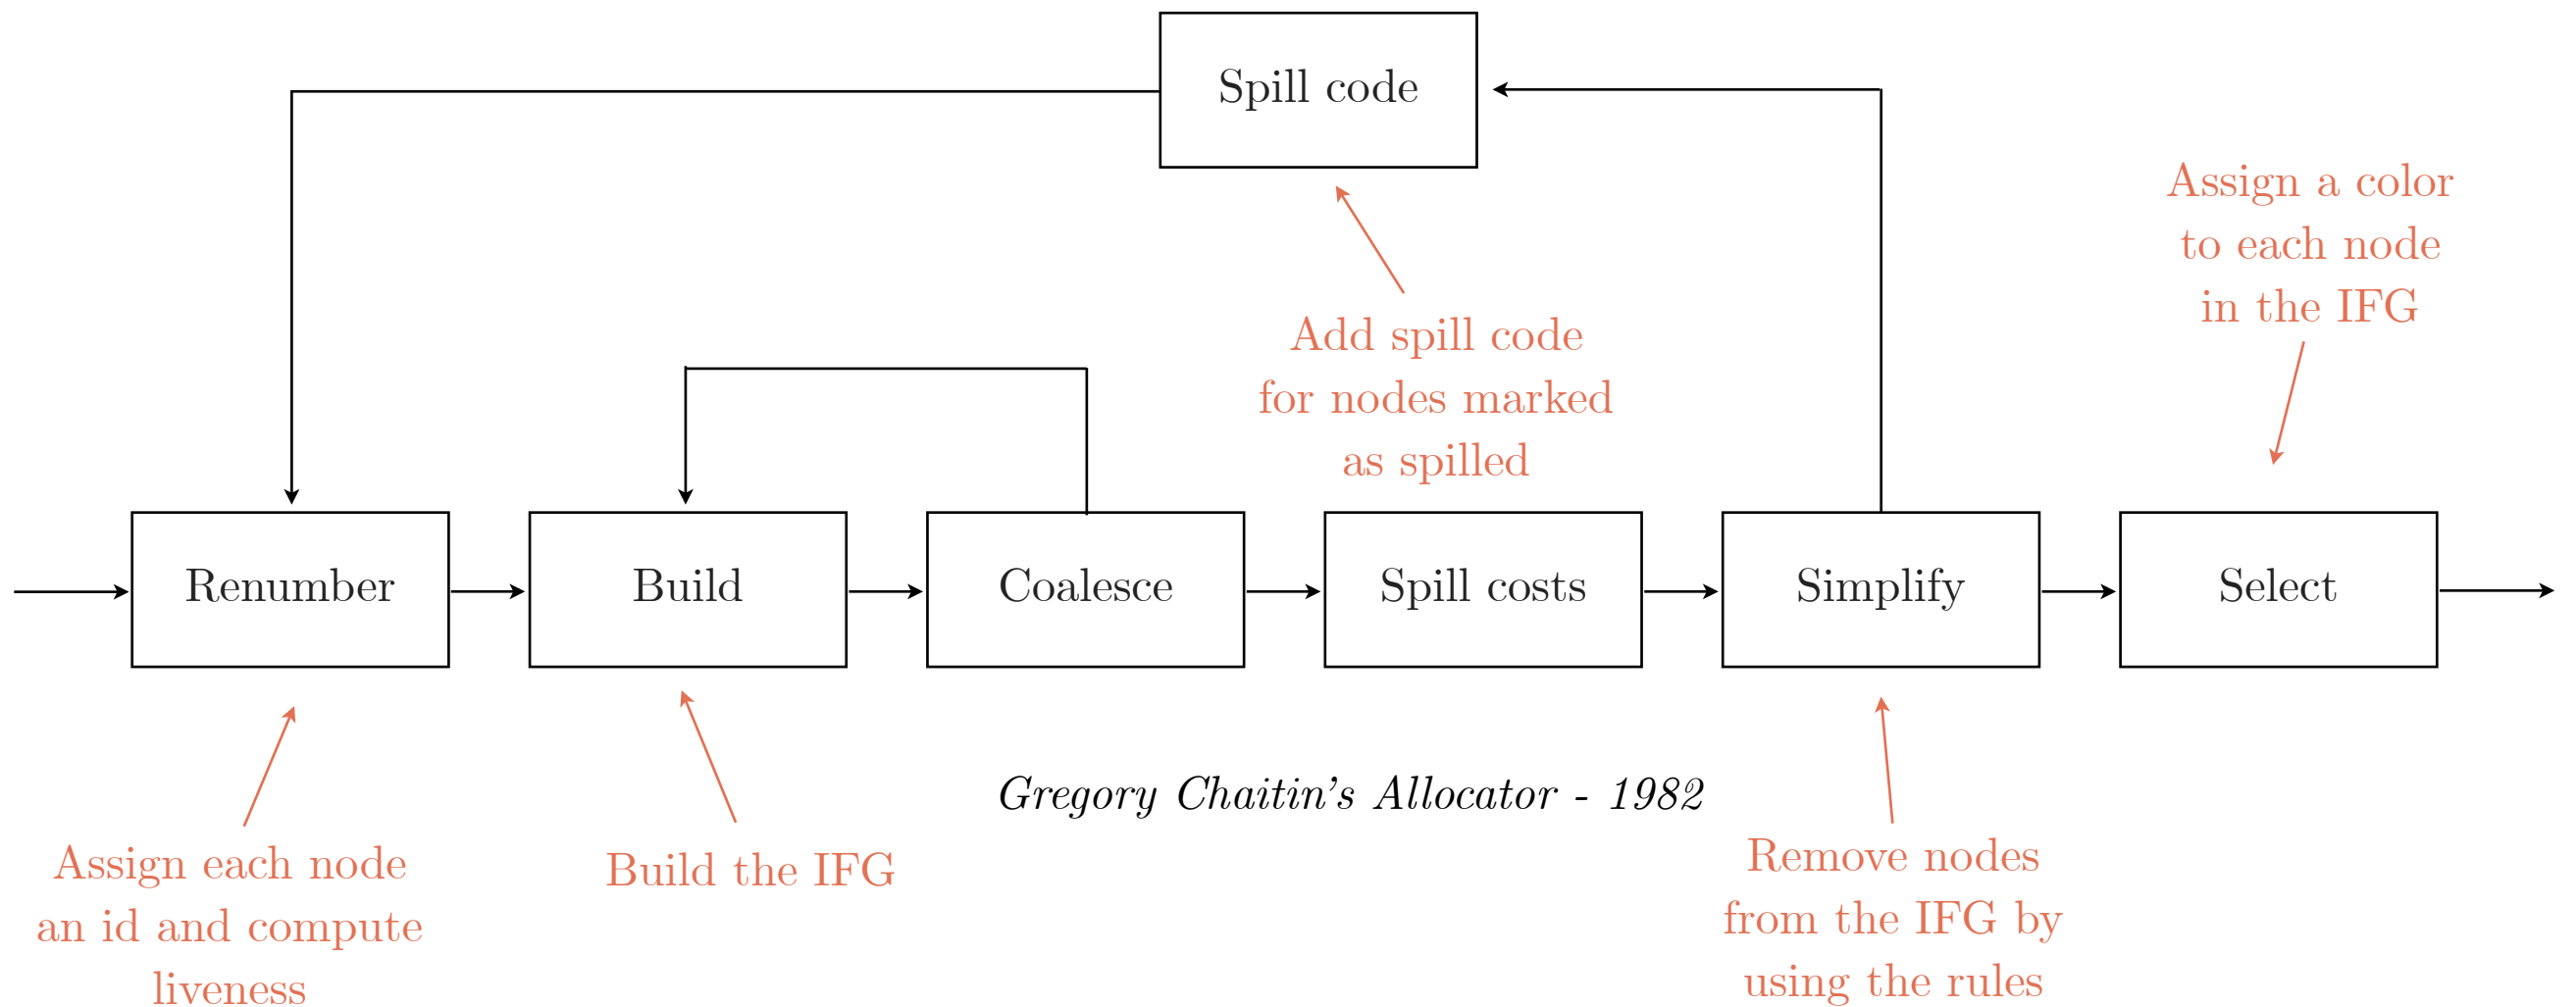 Spill code
Assign a color
to each node
in the IFG
Add spill code
for nodes marked
as spilled
Renumber
Build
Coalesce
Spill costs
Simplify
Select
Gregory Chaitin's Allocator - 1982
Assign each node
an id and compute
liveness
Build the IFG
Remove nodes
from the IFG by
using the rules